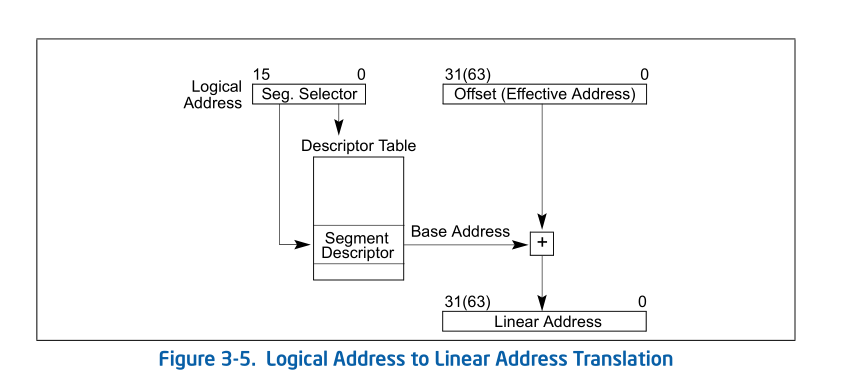 15 0
31(63) 0
Logical
Address
Seg. Selector
Offset (Effective Address)
Descriptor Table
Segment
Descriptor
Base Address
+
31(63) 0
Linear Address
Figure 3-5. Logical Address to Linear Address Translation